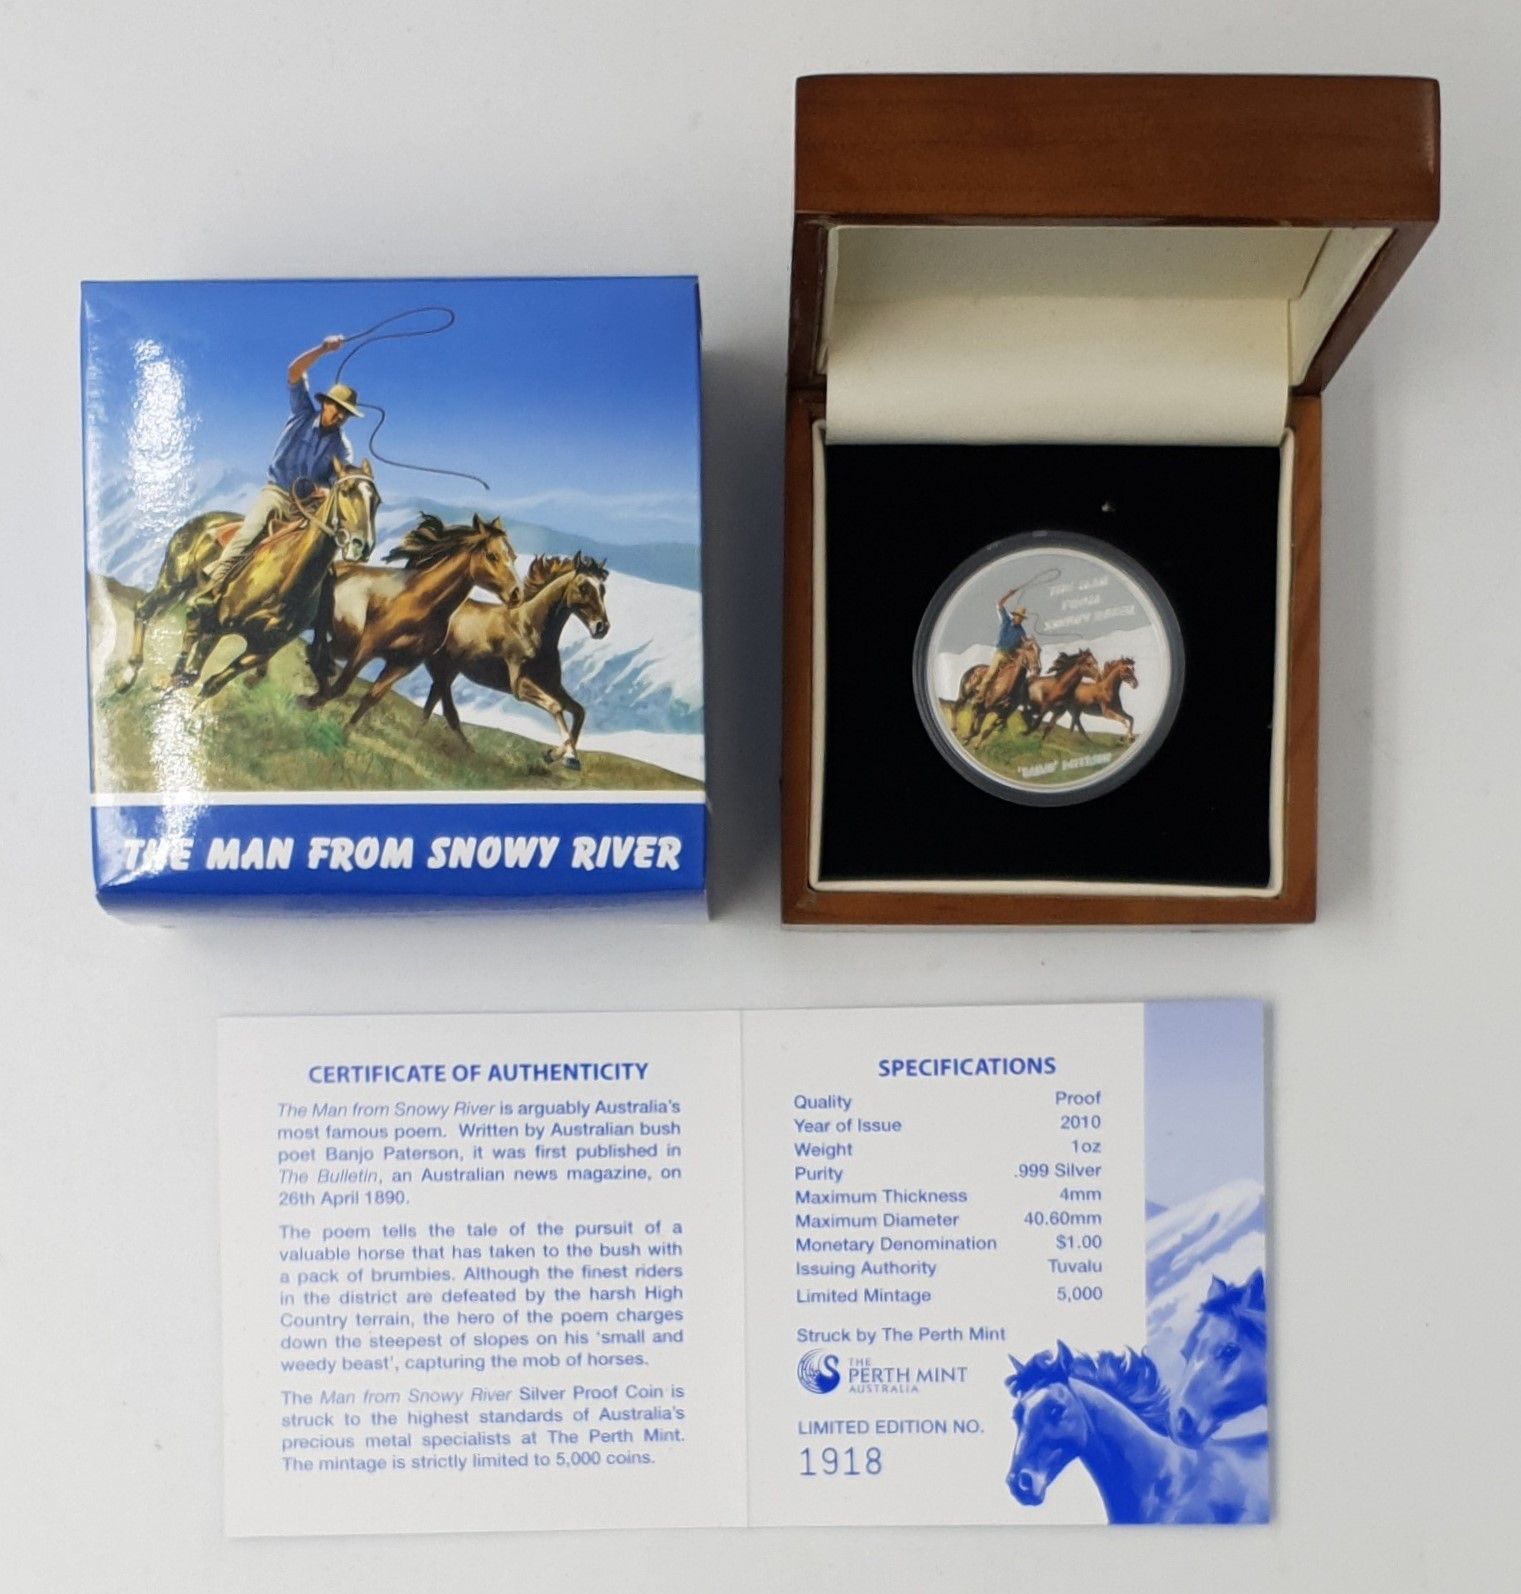 THE MAN FROM SNOWY RIVER
THE MAN
FROM
SNOWY RIVER
CERTIFICATE OF AUTHENTICITY
The Man from Snowy River is arguably Australia's
most famous poem. Written by Australian bush
poet Banjo Paterson, it was first published in
The Bulletin, an Australian news magazine, on
26th April 1890.
The poem tells the tale of the pursuit of a
valuable horse that has taken to the bush with
a pack of brumbies. Although the finest riders
in the district are defeated by the harsh High
Country terrain, the hero of the poem charges
down the steepest of slopes on his 'small and
weedy beast', capturing the mob of horses.
The Man from Snowy River Silver Proof Coin is
struck to the highest standards of Australia's
precious metal specialists at The Perth Mint.
The mintage is strictly limited to 5,000 coins.
SPECIFICATIONS
Quality Proof
Year of Issue 2010
Weight 1oz
Purity .999 Silver
Maximum Thickness 4mm
Maximum Diameter 40.60mm
Monetary Denomination $1.00
Issuing Authority Tuvalu
Limited Mintage 5,000
Struck by The Perth Mint
THE
PERTH MINT
AUSTRALIA
LIMITED EDITION NO.
1918